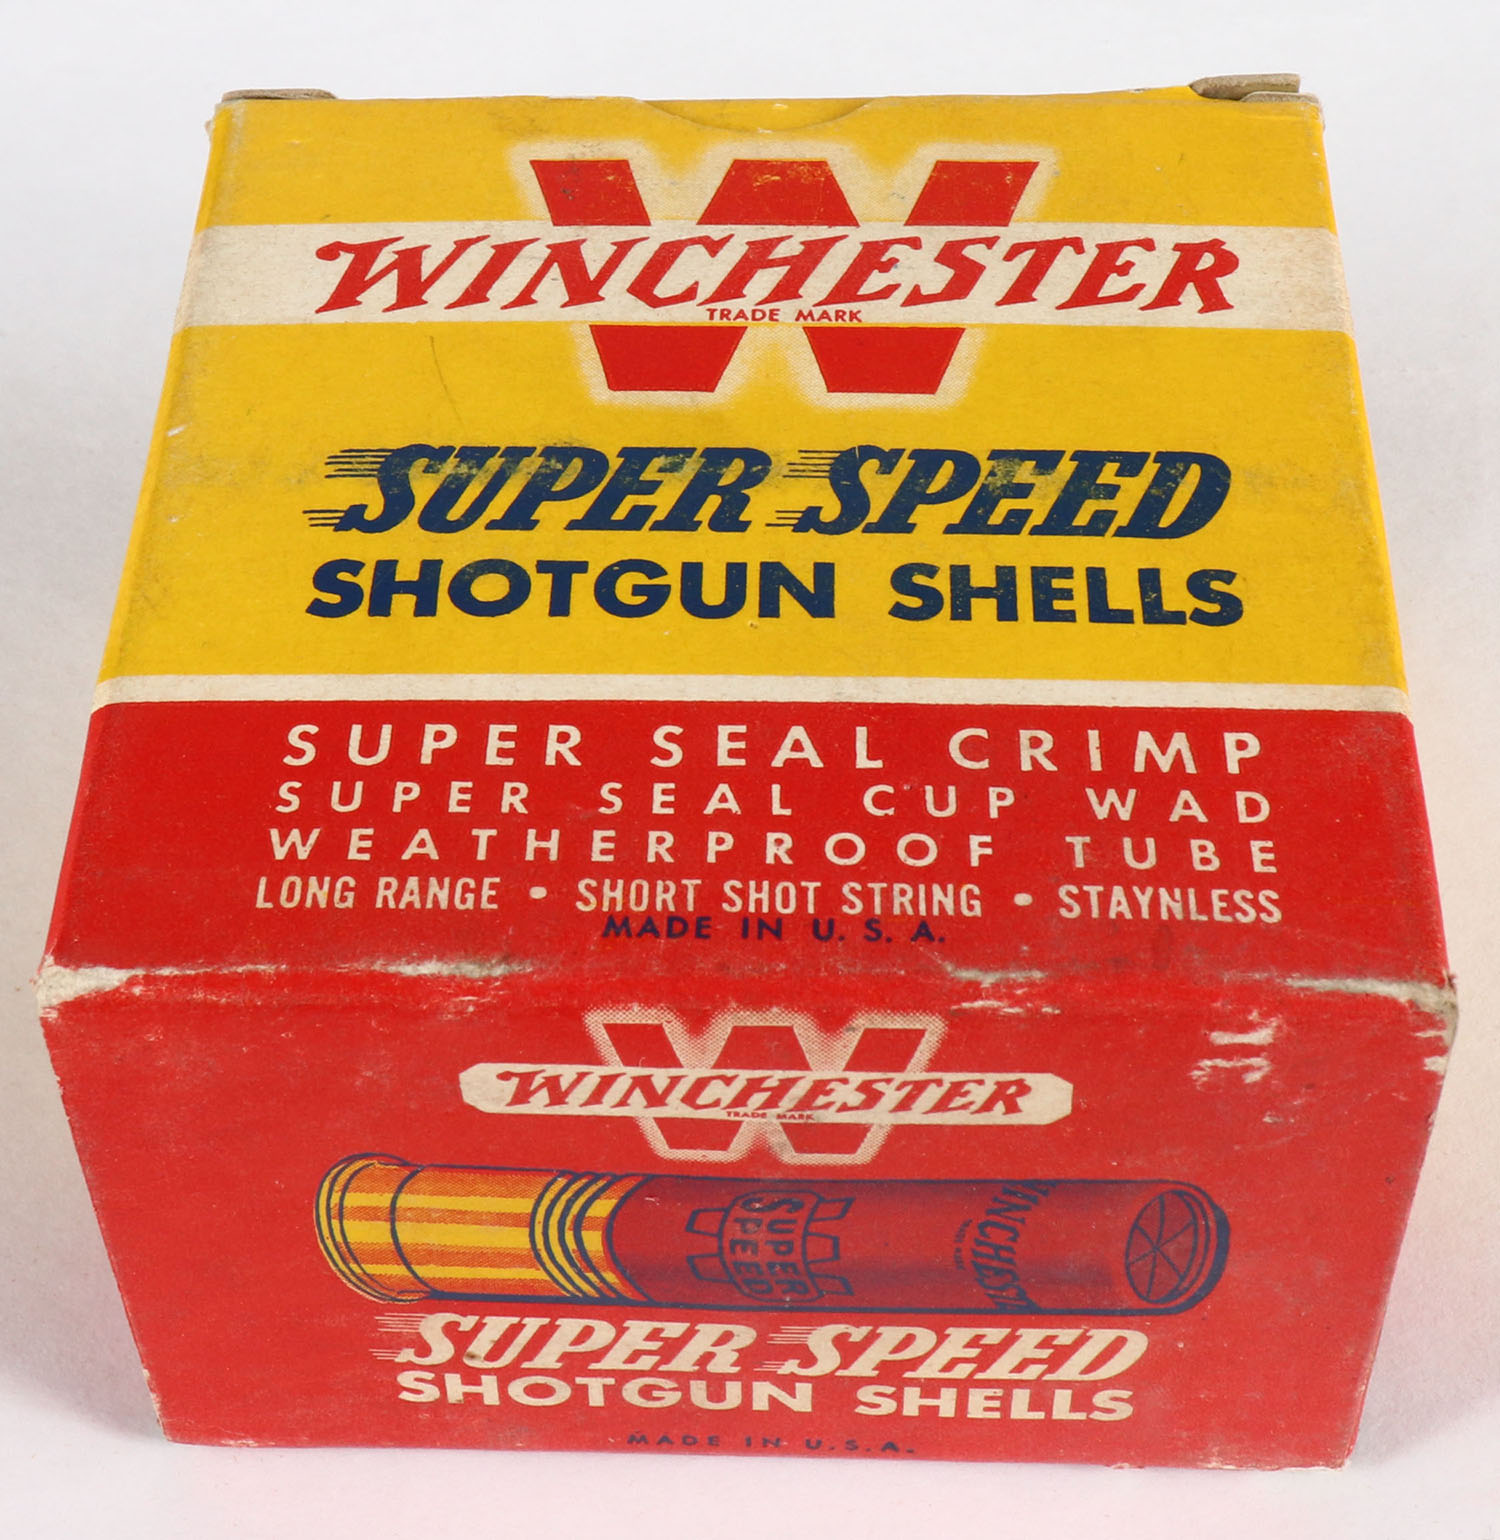 WINCHESTER
TRADE MARK
SUPER SPEED
SHOTGUN SHELLS
SUPER SEAL CRIMP
SUPER SEAL CUP WAD
WEATHERPROOF TUBE
LONG RANGE • SHORT SHOT STRING • STAYNLESS
MADE IN U. S. A.
WINCHESTER
TRADE MARK
SUPER
SPEED
WINCHESTE
SUPER SPEED
SHOTGUN SHELLS
MADE IN U.S.A.